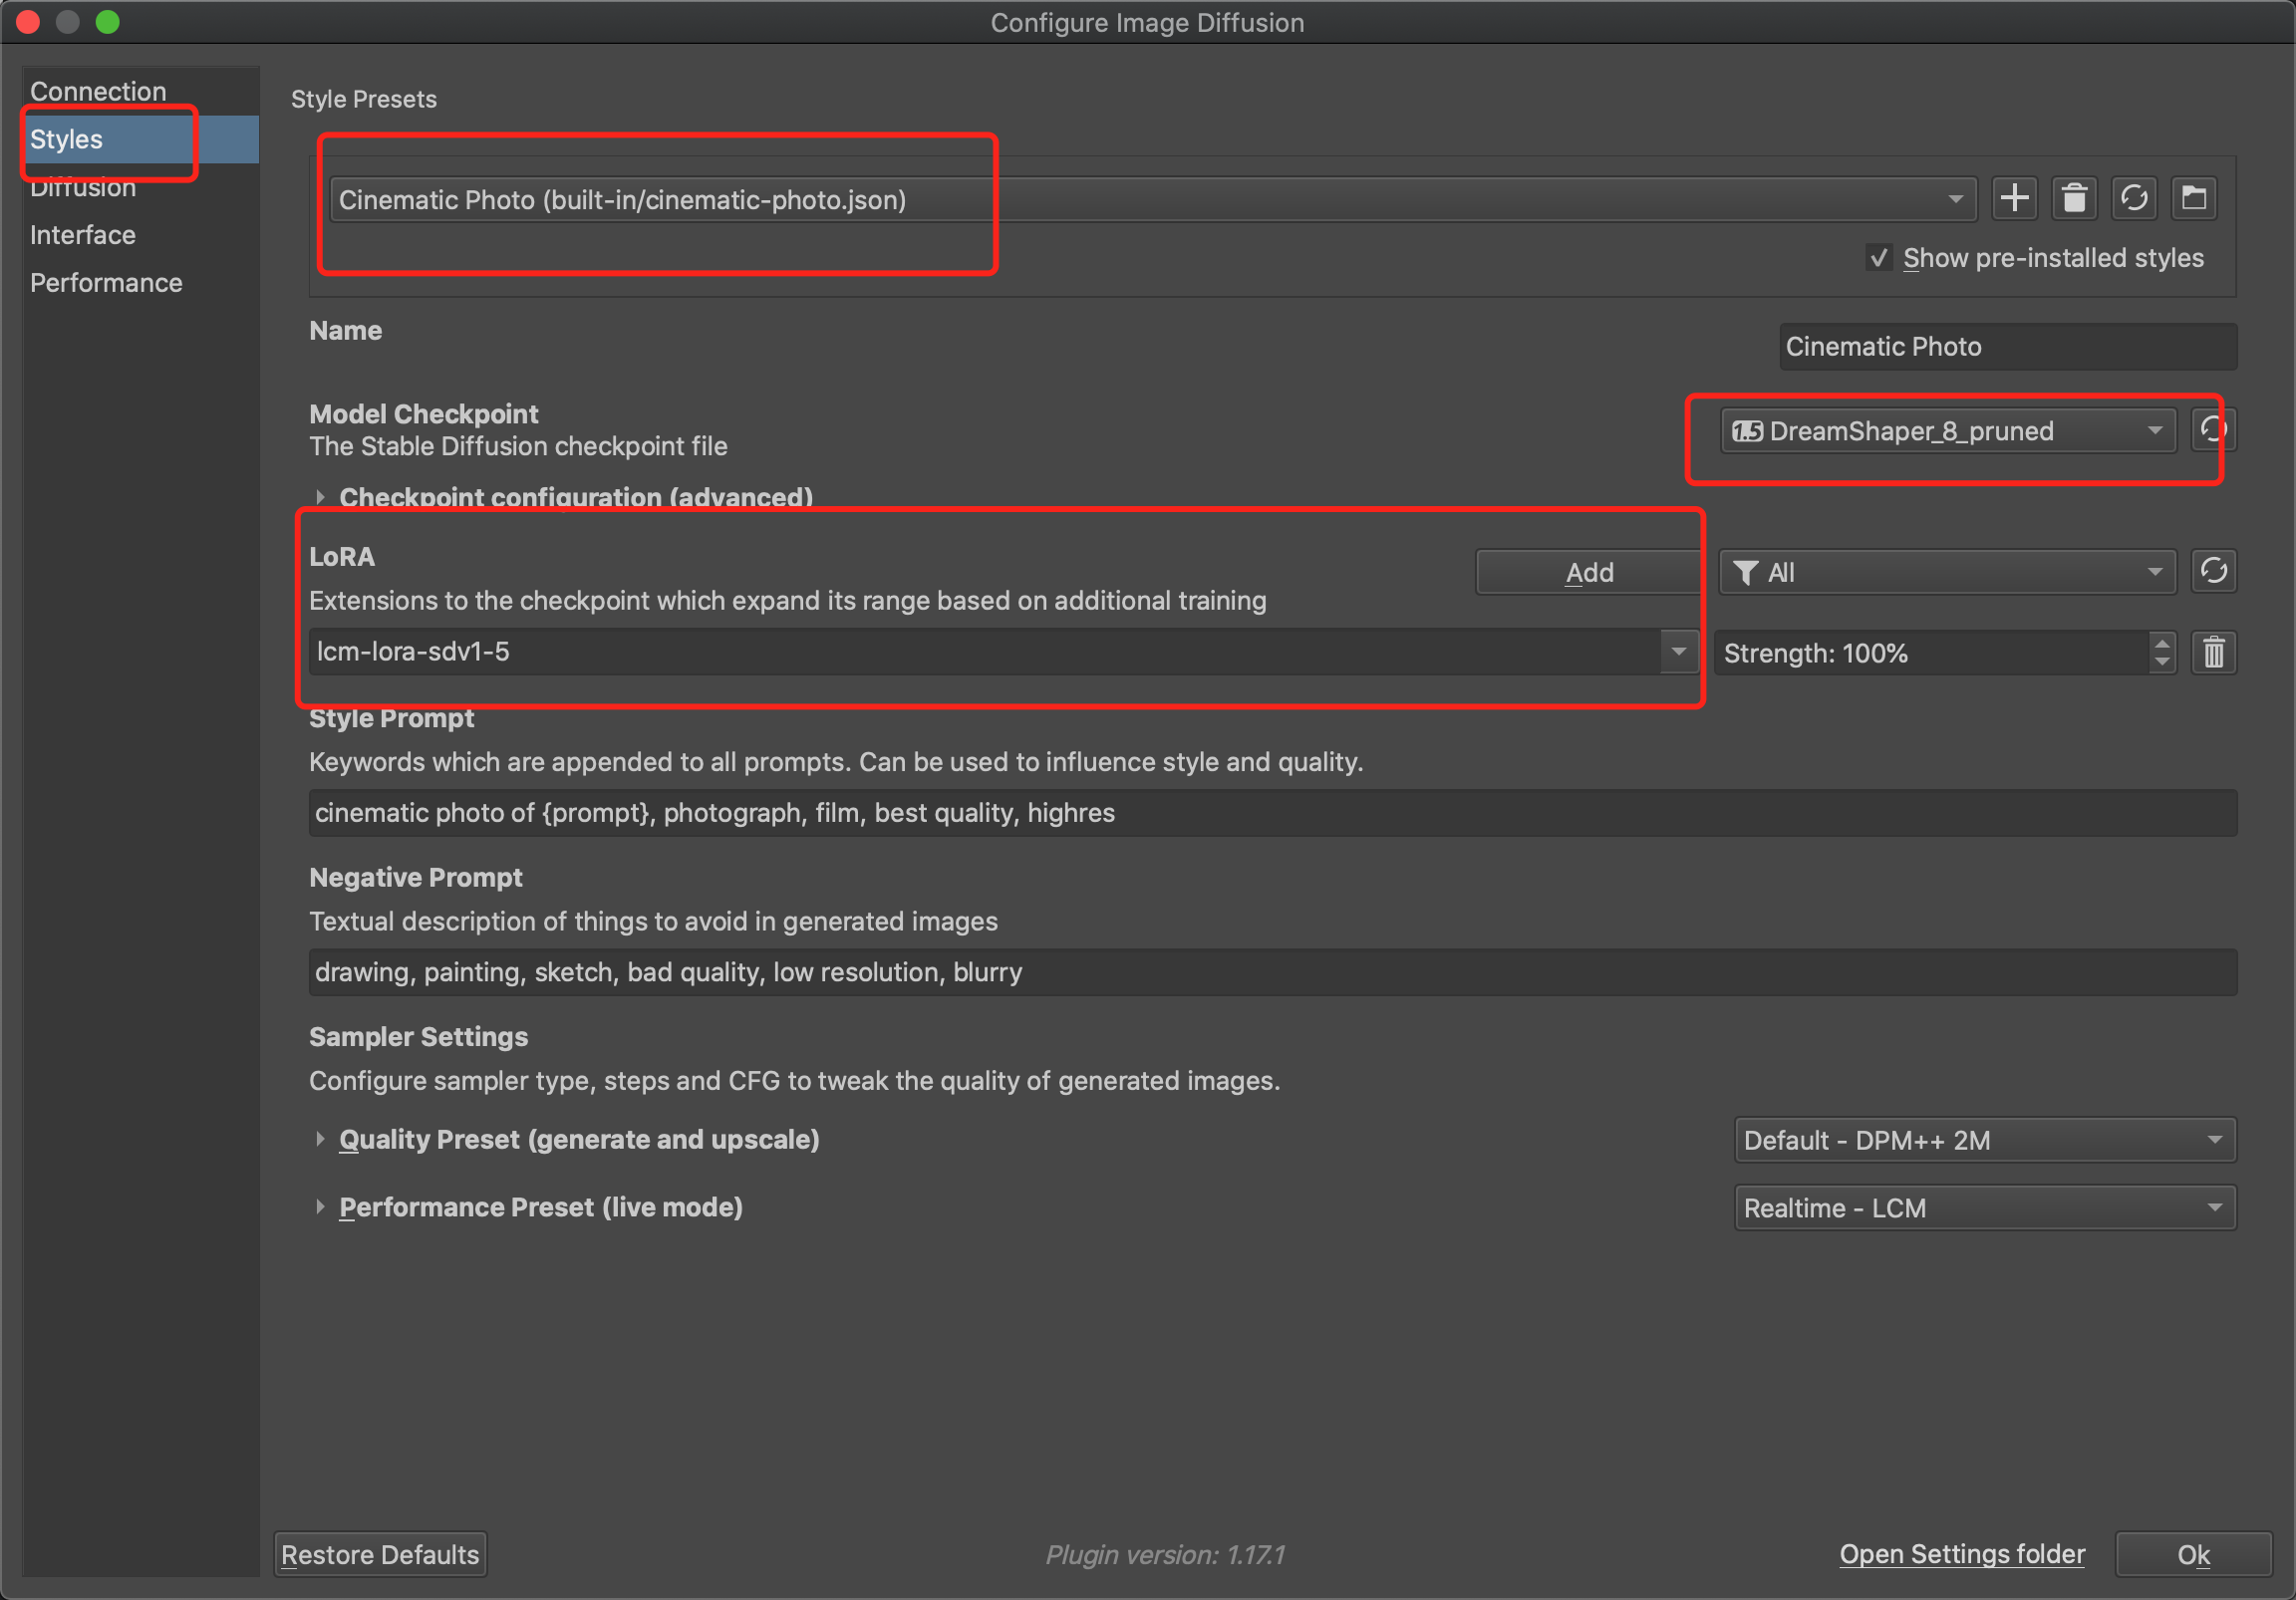 Configure Image Diffusion
Connection
Styles
Diffusion
Interface
Performance
Style Presets
Cinematic Photo (built-in/cinematic-photo.json)
Show pre-installed styles
Name
Cinematic Photo
Model Checkpoint
The Stable Diffusion checkpoint file
1.5 DreamShaper_8_pruned
Checkpoint configuration (advanced)
LoRA
Add
All
Extensions to the checkpoint which expand its range based on additional training
lcm-lora-sdv1-5
Strength: 100%
Style Prompt
Keywords which are appended to all prompts. Can be used to influence style and quality.
cinematic photo of {prompt}, photograph, film, best quality, highres
Negative Prompt
Textual description of things to avoid in generated images
drawing, painting, sketch, bad quality, low resolution, blurry
Sampler Settings
Configure sampler type, steps and CFG to tweak the quality of generated images.
Quality Preset (generate and upscale)
Default - DPM++ 2M
Performance Preset (live mode)
Realtime - LCM
Restore Defaults
Plugin version: 1.17.1
Open Settings folder
Ok